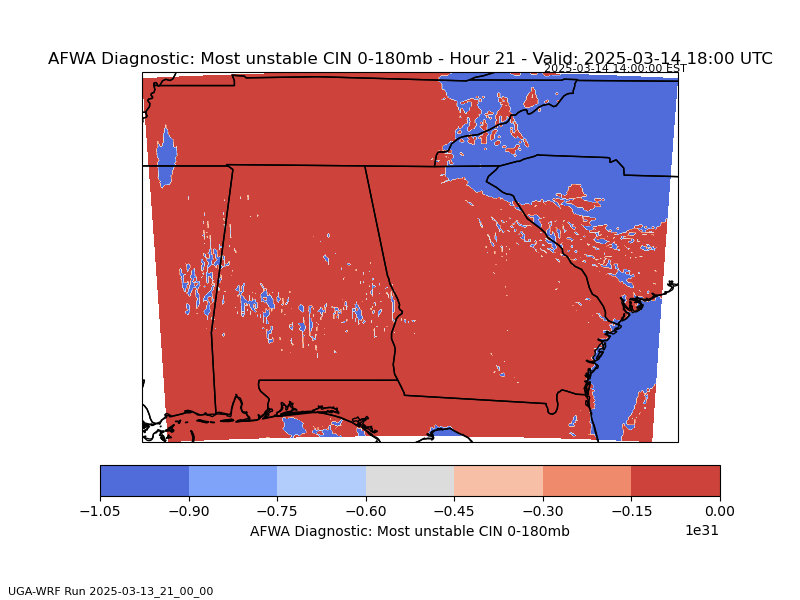 AFWA Diagnostic: Most unstable CIN 0-180mb - Hour 21 - Valid: 2025-03-14 18:00 UTC
2025-03-14 14:00:00 EST
−1.05 −0.90 −0.75 −0.60 −0.45 −0.30 −0.15 0.00
AFWA Diagnostic: Most unstable CIN 0-180mb
1e31
UGA-WRF Run 2025-03-13_21_00_00